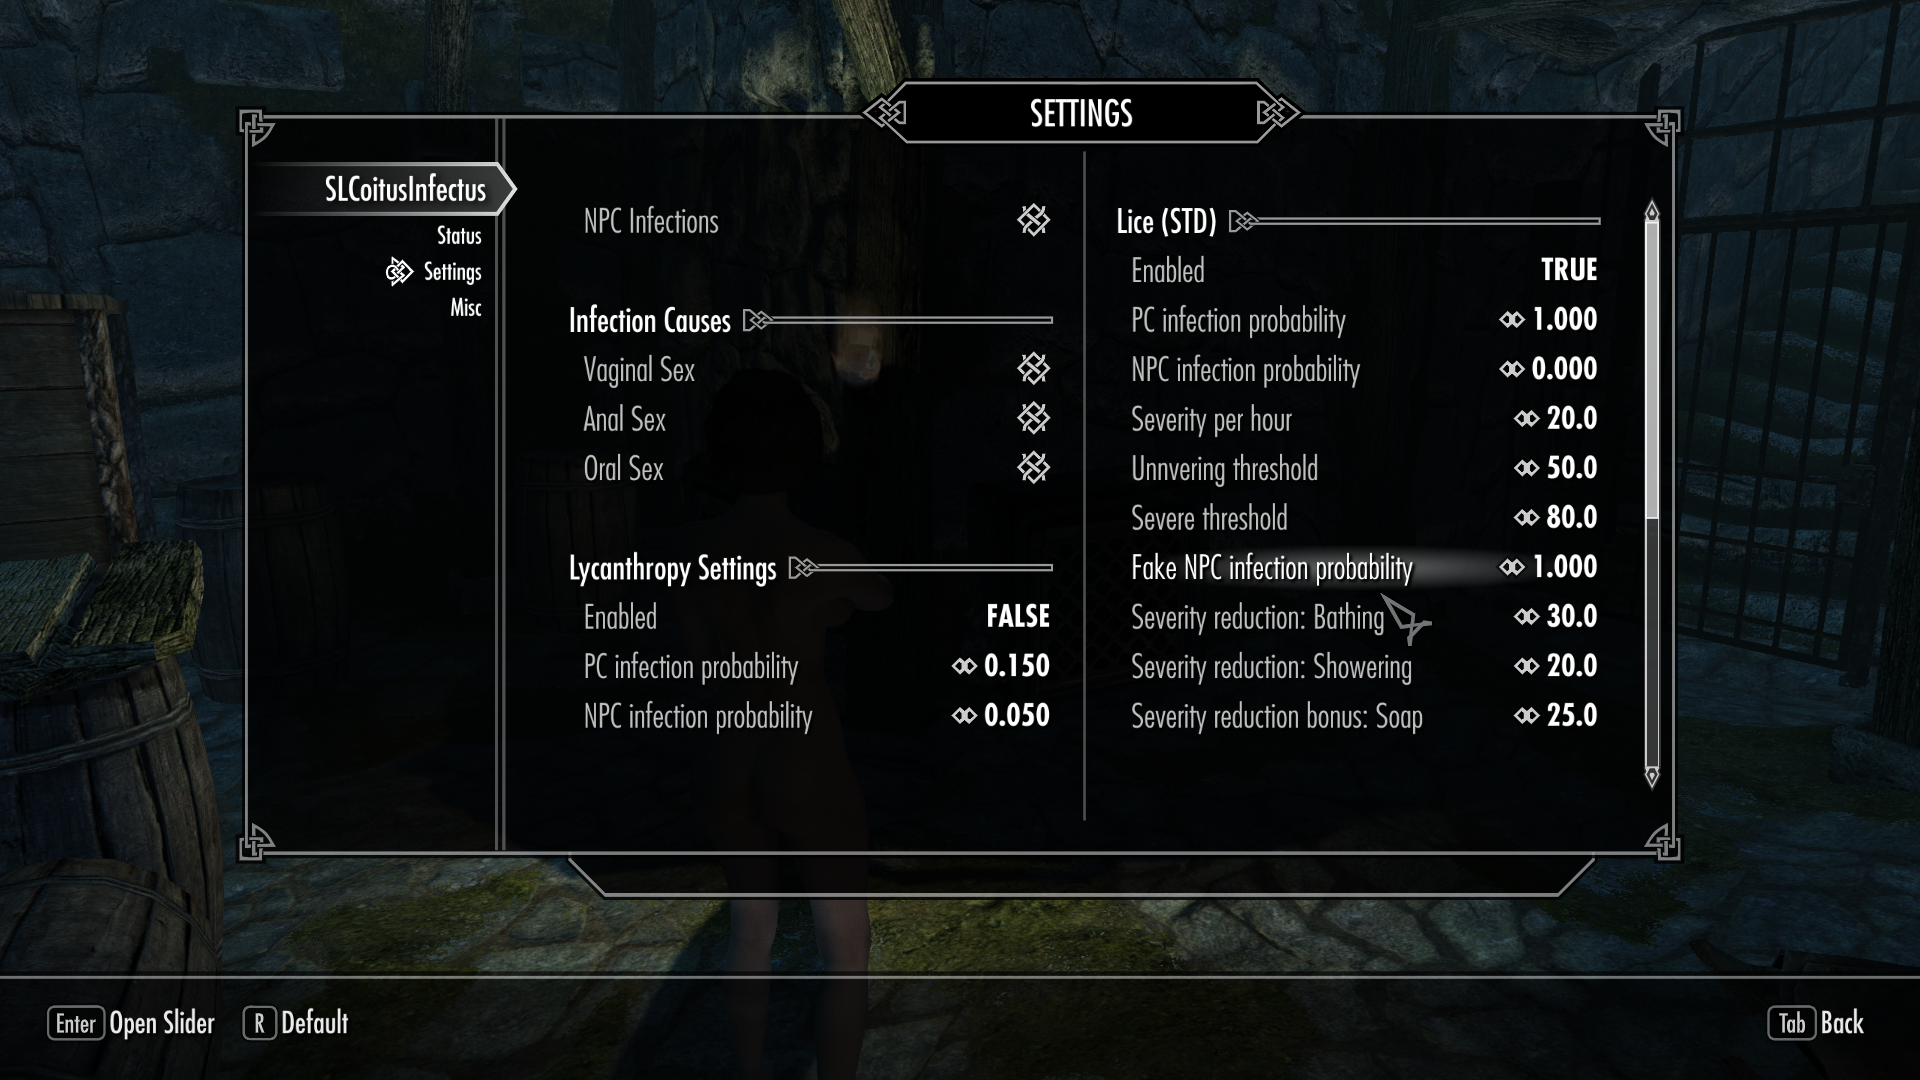 SETTINGS
SLCoitusInfectus
Status
Settings
Misc
NPC Infections
Infection Causes
Vaginal Sex
Anal Sex
Oral Sex
Lycanthropy Settings
Enabled FALSE
PC infection probability 0.150
NPC infection probability 0.050
Lice (STD)
Enabled TRUE
PC infection probability 1.000
NPC infection probability 0.000
Severity per hour 20.0
Unnvering threshold 50.0
Severe threshold 80.0
Fake NPC infection probability 1.000
Severity reduction: Bathing 30.0
Severity reduction: Showering 20.0
Severity reduction bonus: Soap 25.0
Enter Open Slider R Default Tab Back